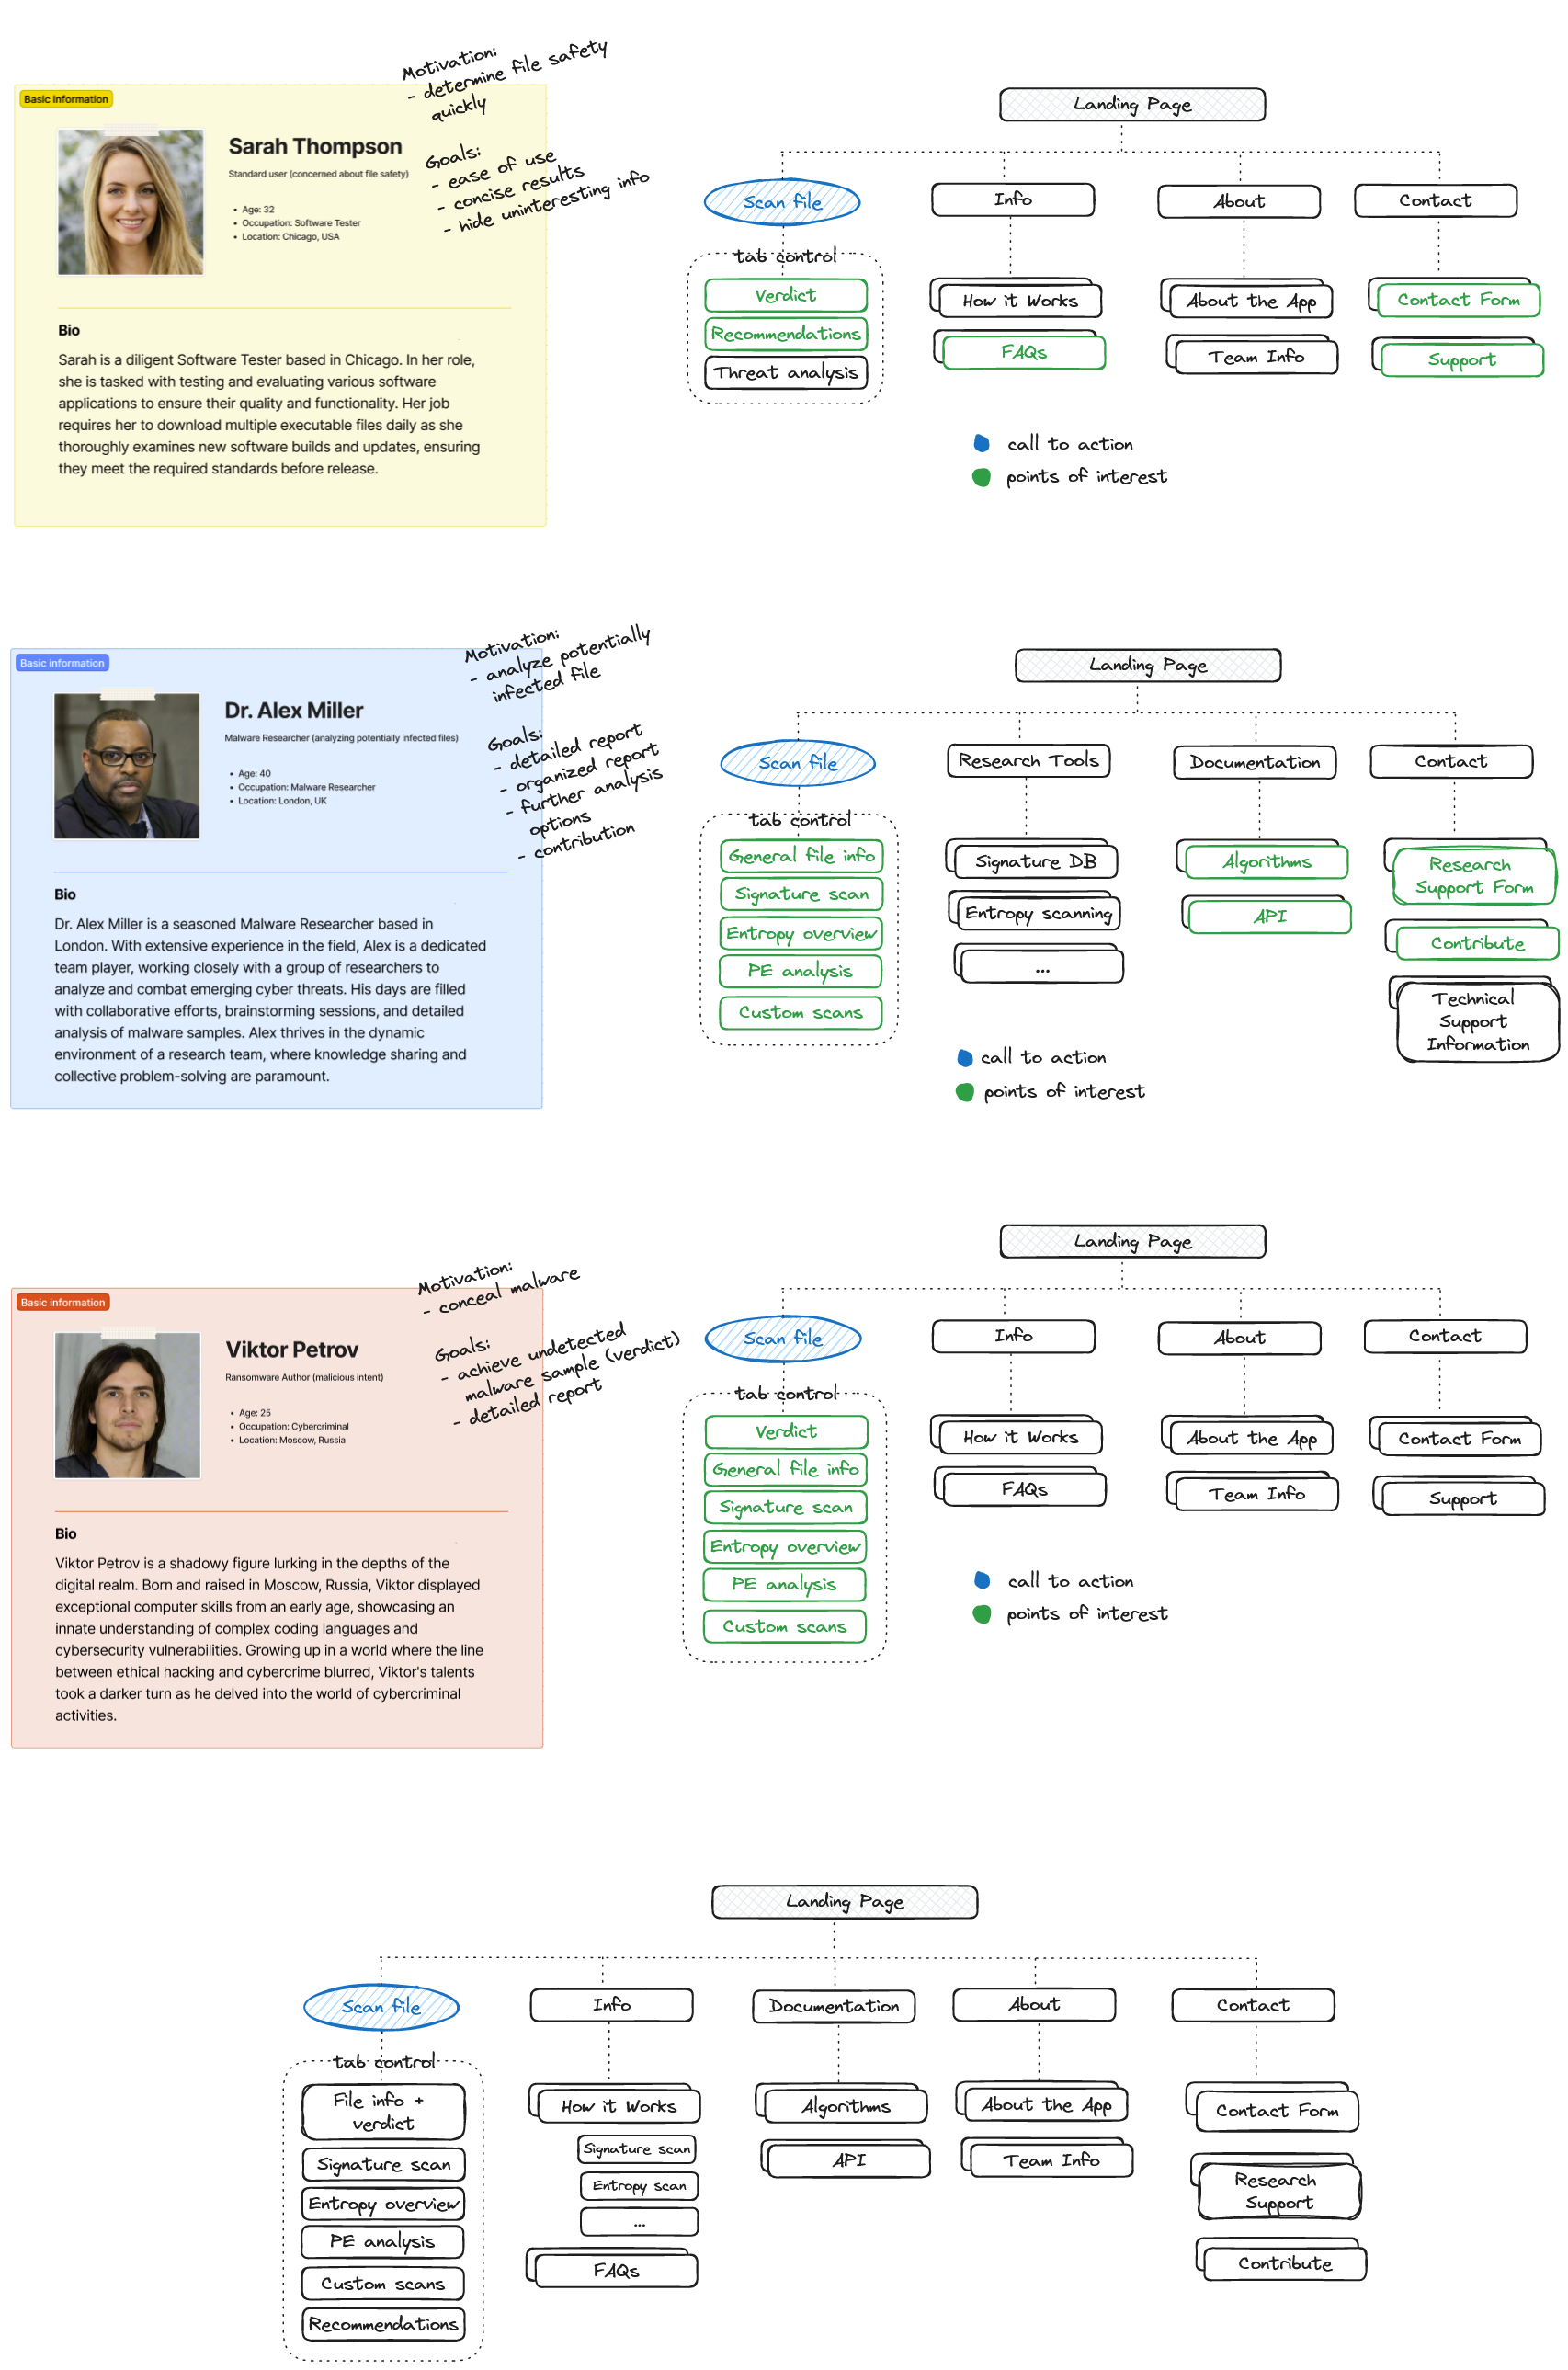 Basic information
Sarah Thompson
Standard user (concerned about file safety)
• Age: 32
• Occupation: Software Tester
• Location: Chicago, USA
Bio
Sarah is a diligent Software Tester based in Chicago. In her role,
she is tasked with testing and evaluating various software
applications to ensure their quality and functionality. Her job
requires her to download multiple executable files daily as she
thoroughly examines new software builds and updates, ensuring
they meet the required standards before release.
Motivation:
- determine file safety
quickly
Goals:
- ease of use
- concise results
- hide uninteresting info
Landing Page
Scan file
Info
About
Contact
tab control
Verdict
Recommendations
Threat analysis
How it Works
FAQs
About the App
Team Info
Contact Form
Support
call to action
points of interest
Basic information
Dr. Alex Miller
Malware Researcher (analyzing potentially infected files)
• Age: 40
• Occupation: Malware Researcher
• Location: London, UK
Bio
Dr. Alex Miller is a seasoned Malware Researcher based in
London. With extensive experience in the field, Alex is a dedicated
team player, working closely with a group of researchers to
analyze and combat emerging cyber threats. His days are filled
with collaborative efforts, brainstorming sessions, and detailed
analysis of malware samples. Alex thrives in the dynamic
environment of a research team, where knowledge sharing and
collective problem-solving are paramount.
Motivation:
- analyze potentially
infected file
Goals:
- detailed report
- organized report
- further analysis
options
- contribution
Landing Page
Scan file
Research Tools
Documentation
Contact
tab control
General file info
Signature scan
Entropy overview
PE analysis
Custom scans
Signature DB
Entropy scanning
...
Algorithms
API
Research
Support Form
Contribute
Technical
Support
Information
call to action
points of interest
Basic information
Viktor Petrov
Ransomware Author (malicious intent)
• Age: 25
• Occupation: Cybercriminal
• Location: Moscow, Russia
Bio
Viktor Petrov is a shadowy figure lurking in the depths of the
digital realm. Born and raised in Moscow, Russia, Viktor displayed
exceptional computer skills from an early age, showcasing an
innate understanding of complex coding languages and
cybersecurity vulnerabilities. Growing up in a world where the line
between ethical hacking and cybercrime blurred, Viktor's talents
took a darker turn as he delved into the world of cybercriminal
activities.
Motivation:
- conceal malware
Goals:
- achieve undetected
malware sample (verdict)
- detailed report
Landing Page
Scan file
Info
About
Contact
tab control
Verdict
General file info
Signature scan
Entropy overview
PE analysis
Custom scans
How it Works
FAQs
About the App
Team Info
Contact Form
Support
call to action
points of interest
Landing Page
Scan file
Info
Documentation
About
Contact
tab control
File info +
verdict
Signature scan
Entropy overview
PE analysis
Custom scans
Recommendations
How it Works
Signature scan
Entropy scan
...
FAQs
Algorithms
API
About the App
Team Info
Contact Form
Research
Support
Contribute